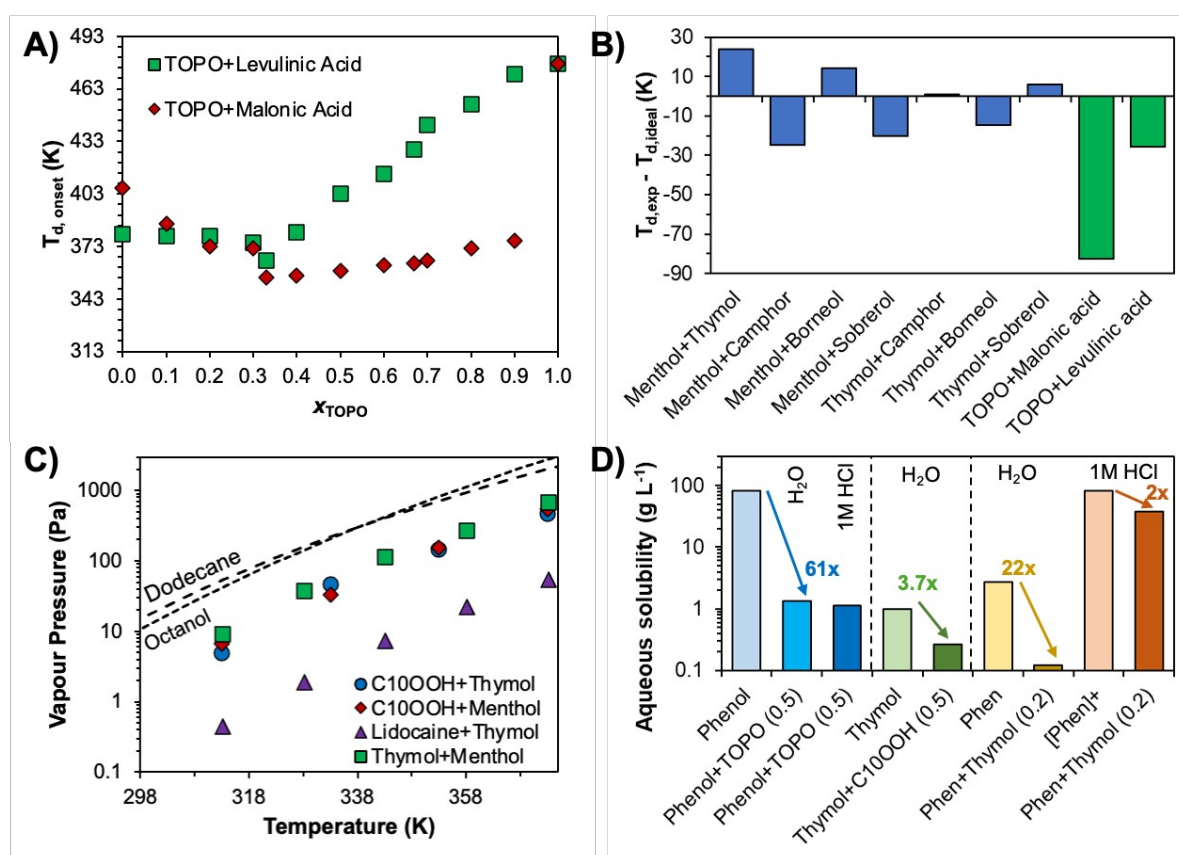 A)
493
463
433
403
373
343
313
T_d, onset (K)
TOPO+Levulinic Acid
TOPO+Malonic Acid
0.0 0.1 0.2 0.3 0.4 0.5 0.6 0.7 0.8 0.9 1.0
x_TOPO
B)
30
10
-10
-30
-50
-70
-90
T_d,exp - T_d,ideal (K)
Menthol+Thymol
Menthol+Camphor
Menthol+Borneol
Menthol+Sobrerol
Thymol+Camphor
Thymol+Borneol
Thymol+Sobrerol
TOPO+Malonic acid
TOPO+Levulinic acid
C)
1000
100
10
1
0.1
Vapour Pressure (Pa)
Dodecane
Octanol
C10OOH+Thymol
C10OOH+Menthol
Lidocaine+Thymol
Thymol+Menthol
298 318 338 358
Temperature (K)
D)
100
10
1
0.1
Aqueous solubility (g L⁻¹)
H₂O
1M HCl
H₂O
H₂O
1M HCl
61x
3.7x
22x
2x
Phenol
Phenol+TOPO (0.5)
Phenol+TOPO (0.5)
Thymol
Thymol+C10OOH (0.5)
Phen
Phen+Thymol (0.2)
[Phen]+
Phen+Thymol (0.2)